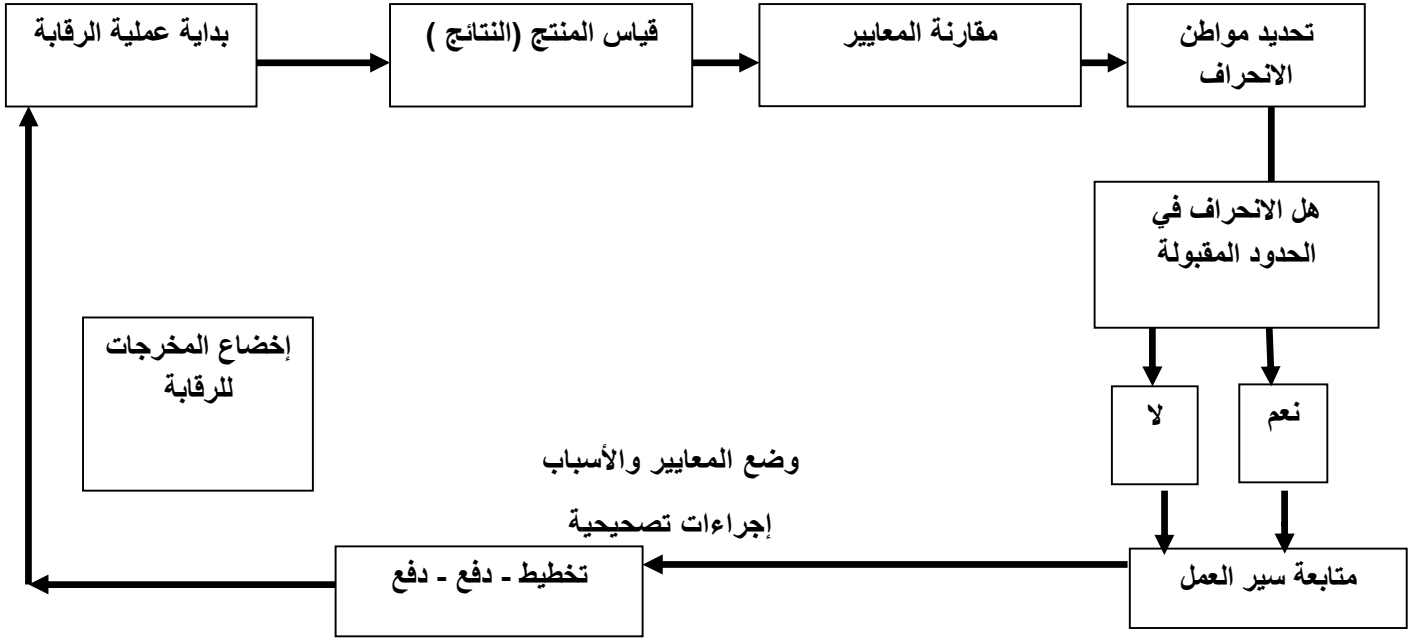 بداية عملية الرقابة
قياس المنتج (النتائج )
مقارنة المعايير
تحديد مواطن
الانحراف
هل الانحراف في
الحدود المقبولة
لا
نعم
متابعة سير العمل
وضع المعايير والأسباب
إجراءات تصحيحية
تخطيط - دفع - دفع
إخضاع المخرجات
للرقابة